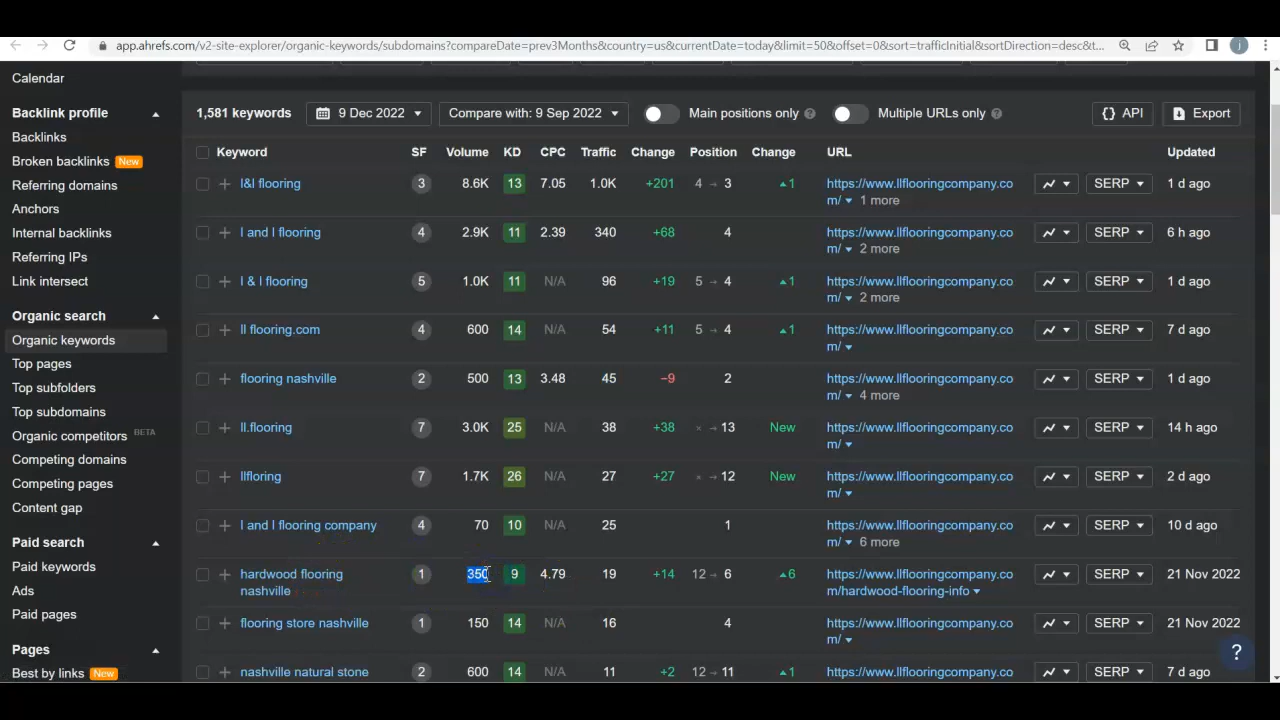 app.ahrefs.com/v2-site-explorer/organic-keywords/subdomains?compareDate=prev3Months&country=us&currentDate=today&limit=50&offset=0&sort=trafficInitial&sortDirection=desc&t...
j
Calendar
Backlink profile
Backlinks
Broken backlinks New
Referring domains
Anchors
Internal backlinks
Referring IPs
Link intersect
Organic search
Organic keywords
Top pages
Top subfolders
Top subdomains
Organic competitors BETA
Competing domains
Competing pages
Content gap
Paid search
Paid keywords
Ads
Paid pages
Pages
Best by links New
1,581 keywords 9 Dec 2022 Compare with: 9 Sep 2022 Main positions only ? Multiple URLs only ? {} API Export
Keyword SF Volume KD CPC Traffic Change Position Change URL Updated
l&l flooring 3 8.6K 13 7.05 1.0K +201 4 → 3 ▲1 https://www.llflooringcompany.co SERP 1 d ago
m/ ▼ 1 more
l and l flooring 4 2.9K 11 2.39 340 +68 4 https://www.llflooringcompany.co SERP 6 h ago
m/ ▼ 2 more
l & l flooring 5 1.0K 11 N/A 96 +19 5 → 4 ▲1 https://www.llflooringcompany.co SERP 1 d ago
m/ ▼ 2 more
ll flooring.com 4 600 14 N/A 54 +11 5 → 4 ▲1 https://www.llflooringcompany.co SERP 7 d ago
m/ ▼
flooring nashville 2 500 13 3.48 45 −9 2 https://www.llflooringcompany.co SERP 1 d ago
m/ ▼ 4 more
ll.flooring 7 3.0K 25 N/A 38 +38 × → 13 New https://www.llflooringcompany.co SERP 14 h ago
m/ ▼
llfloring 7 1.7K 26 N/A 27 +27 × → 12 New https://www.llflooringcompany.co SERP 2 d ago
m/ ▼
l and l flooring company 4 70 10 N/A 25 1 https://www.llflooringcompany.co SERP 10 d ago
m/ ▼ 6 more
hardwood flooring 1 350 9 4.79 19 +14 12 → 6 ▲6 https://www.llflooringcompany.co SERP 21 Nov 2022
nashville m/hardwood-flooring-info ▼
flooring store nashville 1 150 14 N/A 16 4 https://www.llflooringcompany.co SERP 21 Nov 2022
m/ ▼
nashville natural stone 2 600 14 N/A 11 +2 12 → 11 ▲1 https://www.llflooringcompany.co SERP 7 d ago
?